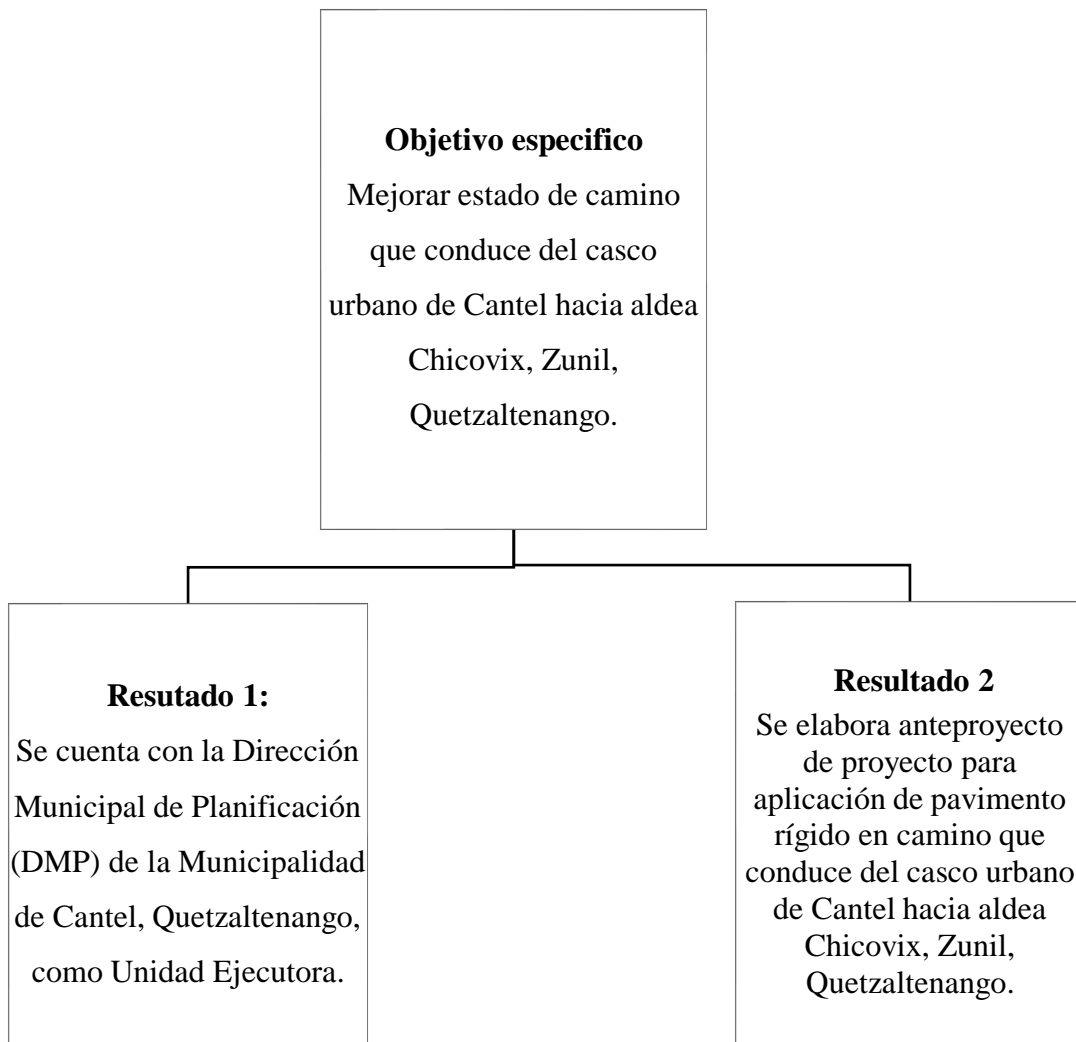 Objetivo especifico
Mejorar estado de camino
que conduce del casco
urbano de Cantel hacia aldea
Chicovix, Zunil,
Quetzaltenango.
Resutado 1:
Se cuenta con la Dirección
Municipal de Planificación
(DMP) de la Municipalidad
de Cantel, Quetzaltenango,
como Unidad Ejecutora.
Resultado 2
Se elabora anteproyecto
de proyecto para
aplicación de pavimento
rígido en camino que
conduce del casco urbano
de Cantel hacia aldea
Chicovix, Zunil,
Quetzaltenango.